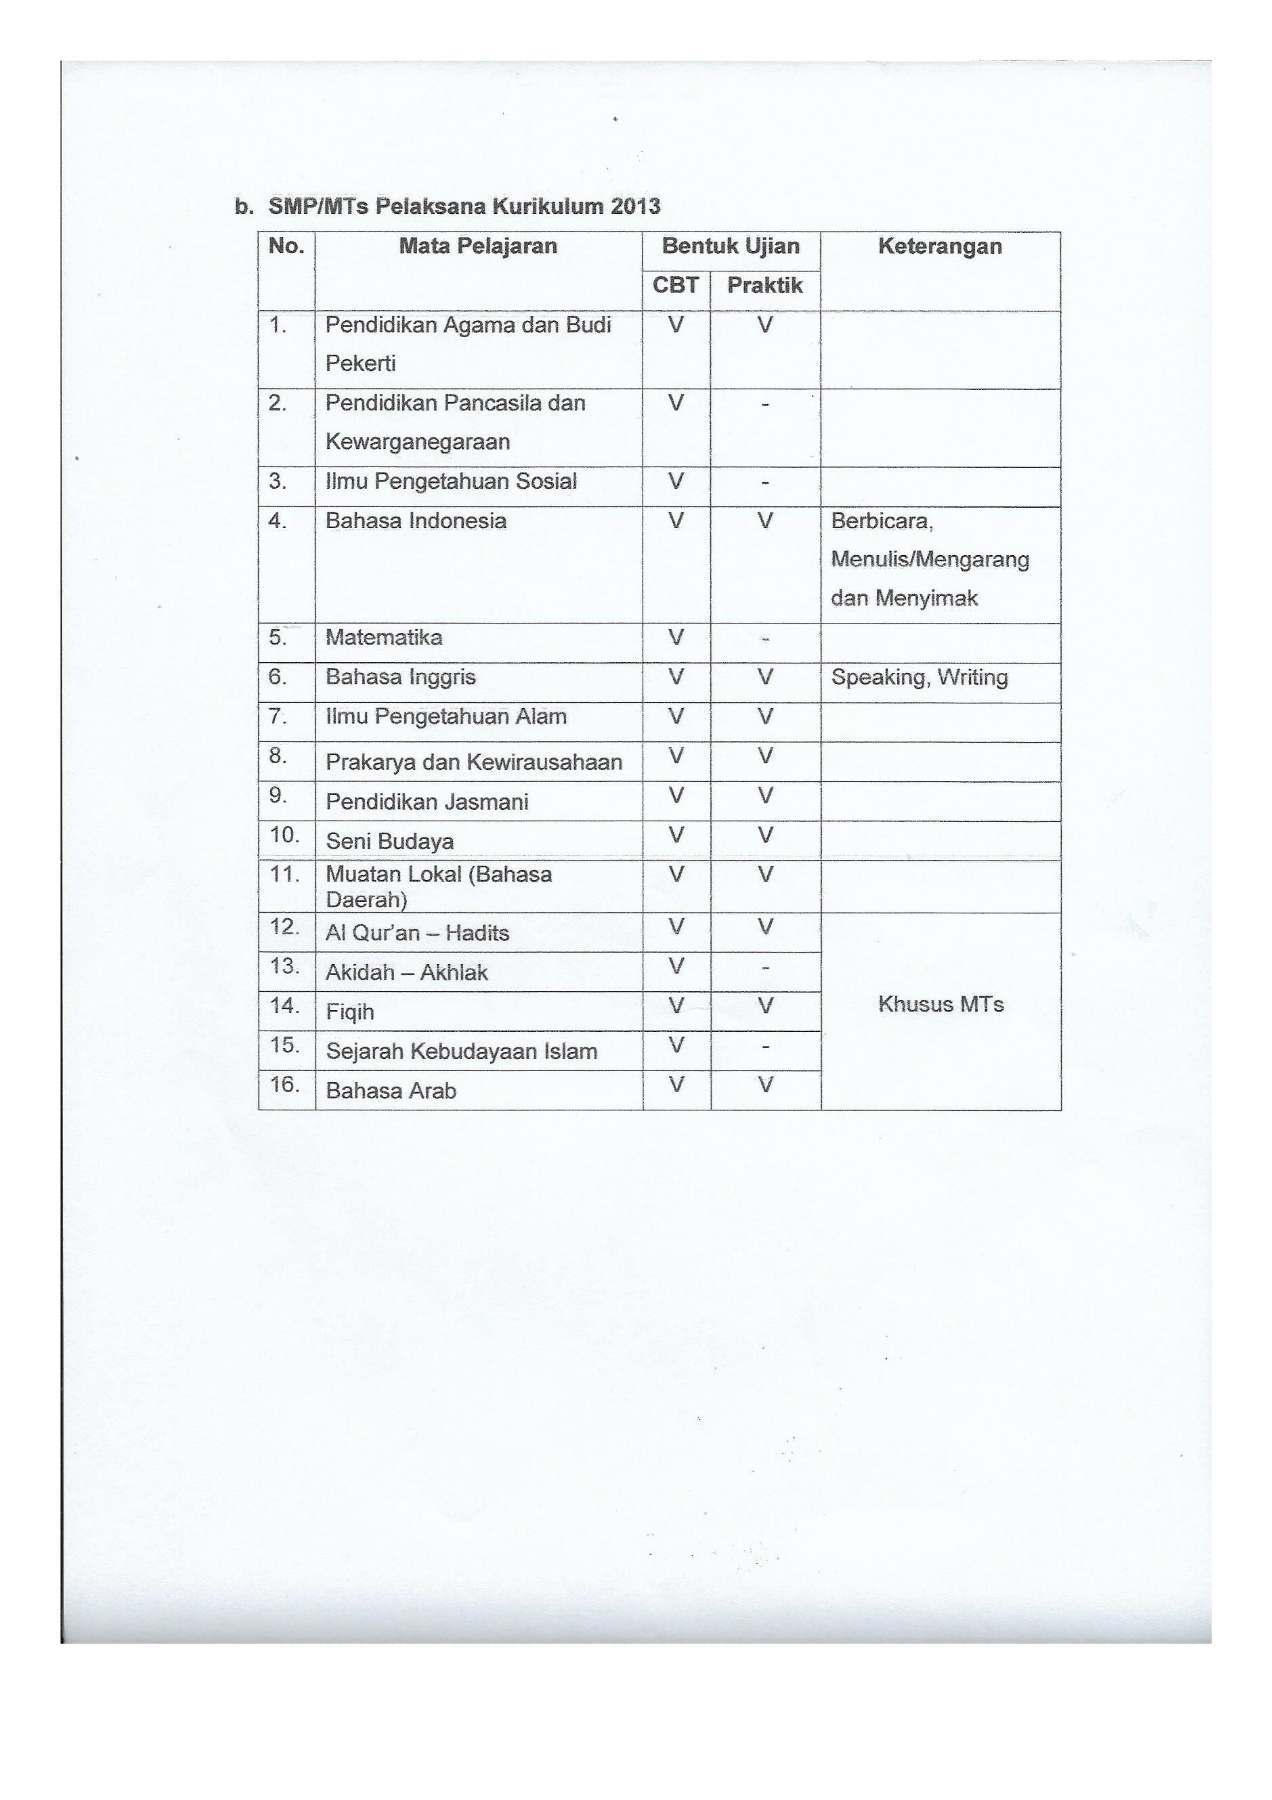 b. SMP/MTs Pelaksana Kurikulum 2013
No. Mata Pelajaran Bentuk Ujian Keterangan
CBT Praktik
1. Pendidikan Agama dan Budi V V
Pekerti
2. Pendidikan Pancasila dan V -
Kewarganegaraan
3. Ilmu Pengetahuan Sosial V -
4. Bahasa Indonesia V V Berbicara,
Menulis/Mengarang
dan Menyimak
5. Matematika V -
6. Bahasa Inggris V V Speaking, Writing
7. Ilmu Pengetahuan Alam V V
8. Prakarya dan Kewirausahaan V V
9. Pendidikan Jasmani V V
10. Seni Budaya V V
11. Muatan Lokal (Bahasa V V
Daerah)
12. Al Qur'an – Hadits V V
13. Akidah – Akhlak V -
14. Fiqih V V Khusus MTs
15. Sejarah Kebudayaan Islam V -
16. Bahasa Arab V V